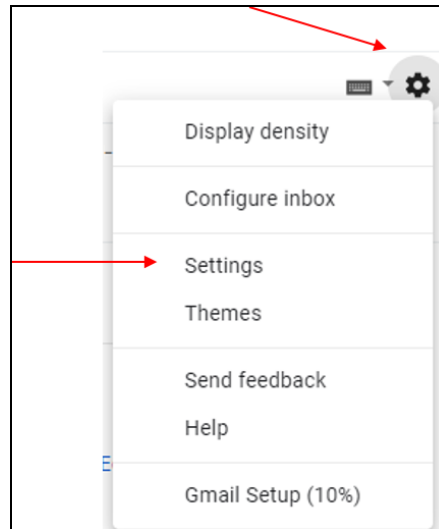 Display density
Configure inbox
Settings
Themes
Send feedback
Help
E
Gmail Setup (10%)